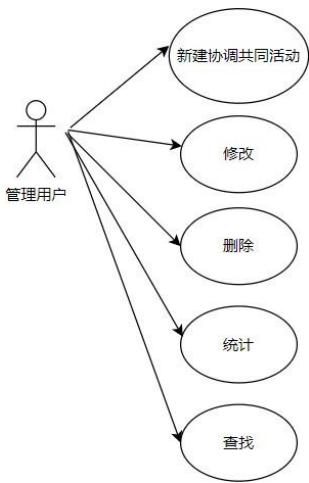 新建协调共同活动
修改
管理用户
删除
统计
查找